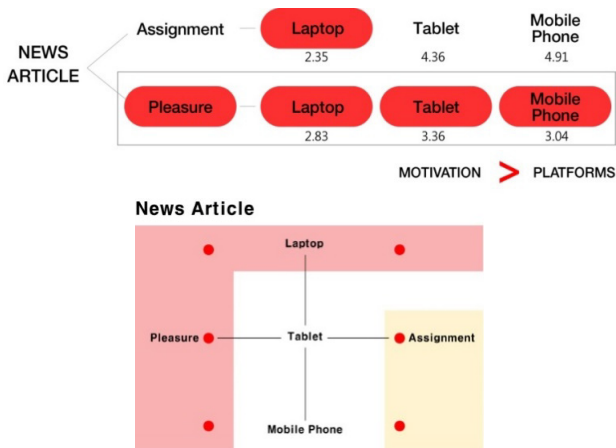 NEWS
ARTICLE
Assignment
Laptop
2.35
Tablet
4.36
Mobile
Phone
4.91
Pleasure
Laptop
2.83
Tablet
3.36
Mobile
Phone
3.04
MOTIVATION > PLATFORMS
News Article
Laptop
Pleasure Tablet Assignment
Mobile Phone